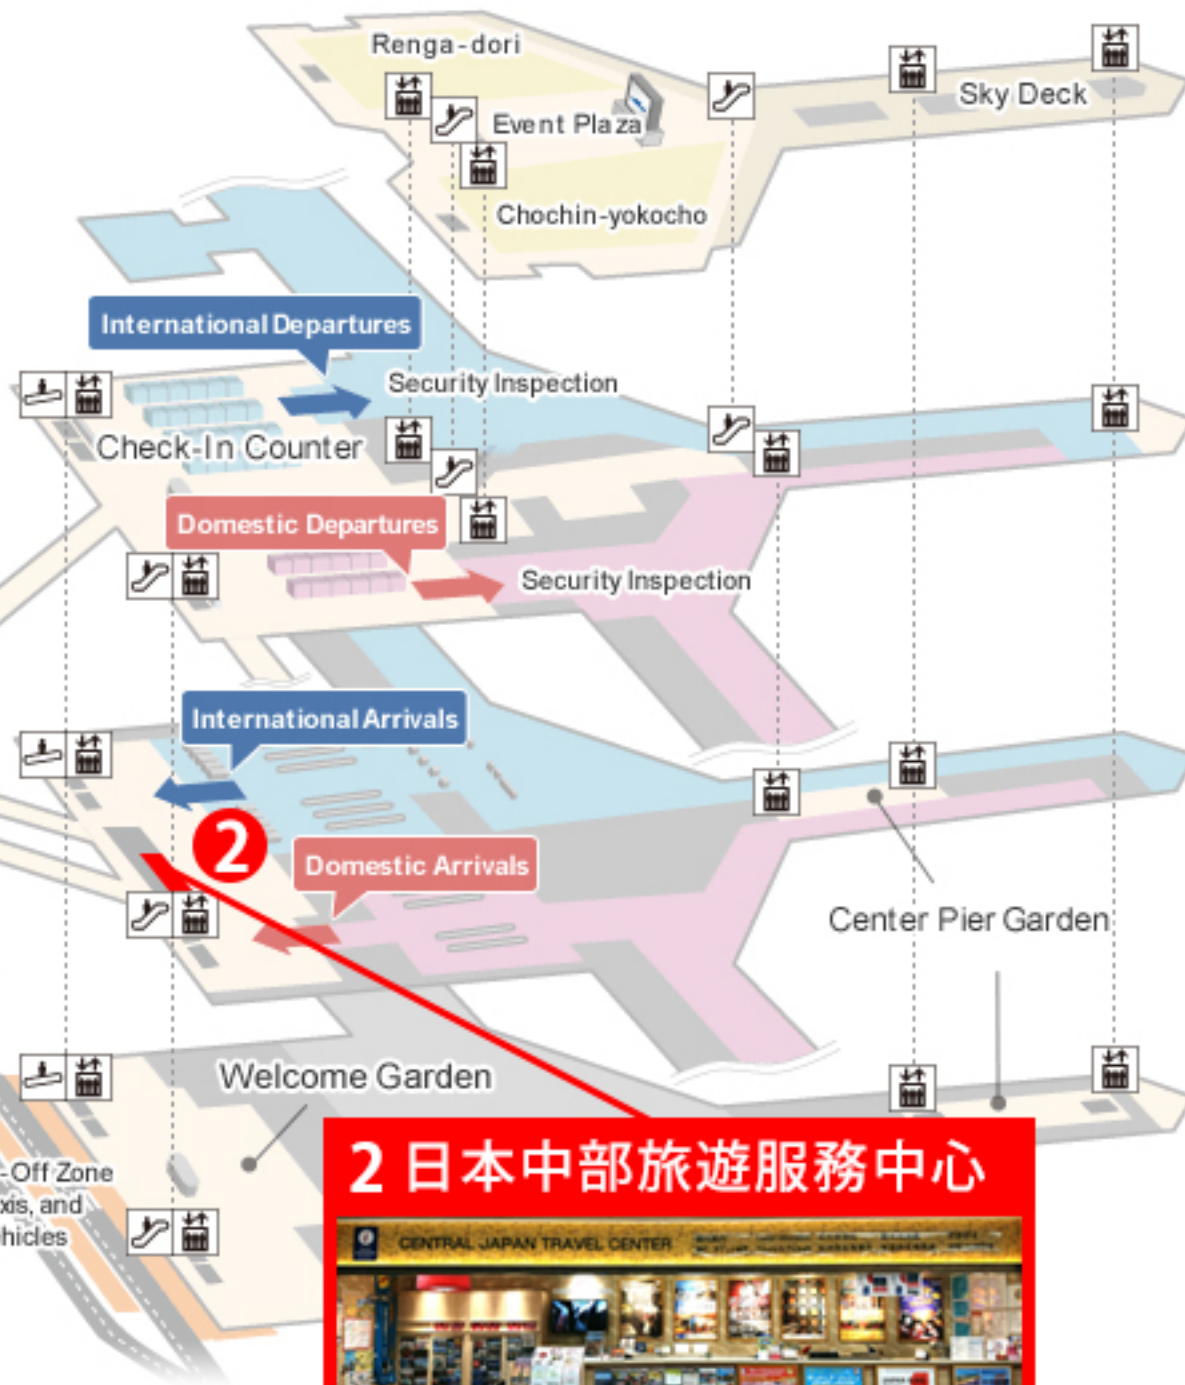 Renga-dori
Sky Deck
Event Plaza
Chochin-yokocho
International Departures
Security Inspection
Check-In Counter
Domestic Departures
Security Inspection
International Arrivals
2
Domestic Arrivals
Center Pier Garden
Welcome Garden
-Off Zone
xis, and
hicles
2 日本中部旅遊服務中心
CENTRAL JAPAN TRAVEL CENTER